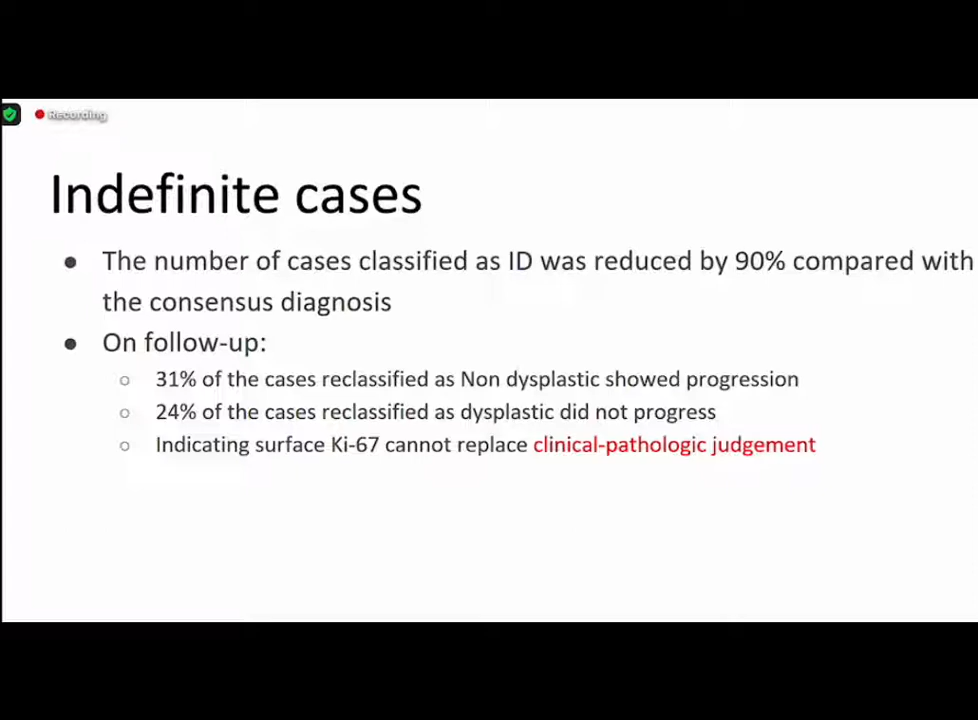 Recording
Indefinite cases
● The number of cases classified as ID was reduced by 90% compared with
the consensus diagnosis
● On follow-up:
○ 31% of the cases reclassified as Non dysplastic showed progression
○ 24% of the cases reclassified as dysplastic did not progress
○ Indicating surface Ki-67 cannot replace clinical-pathologic judgement